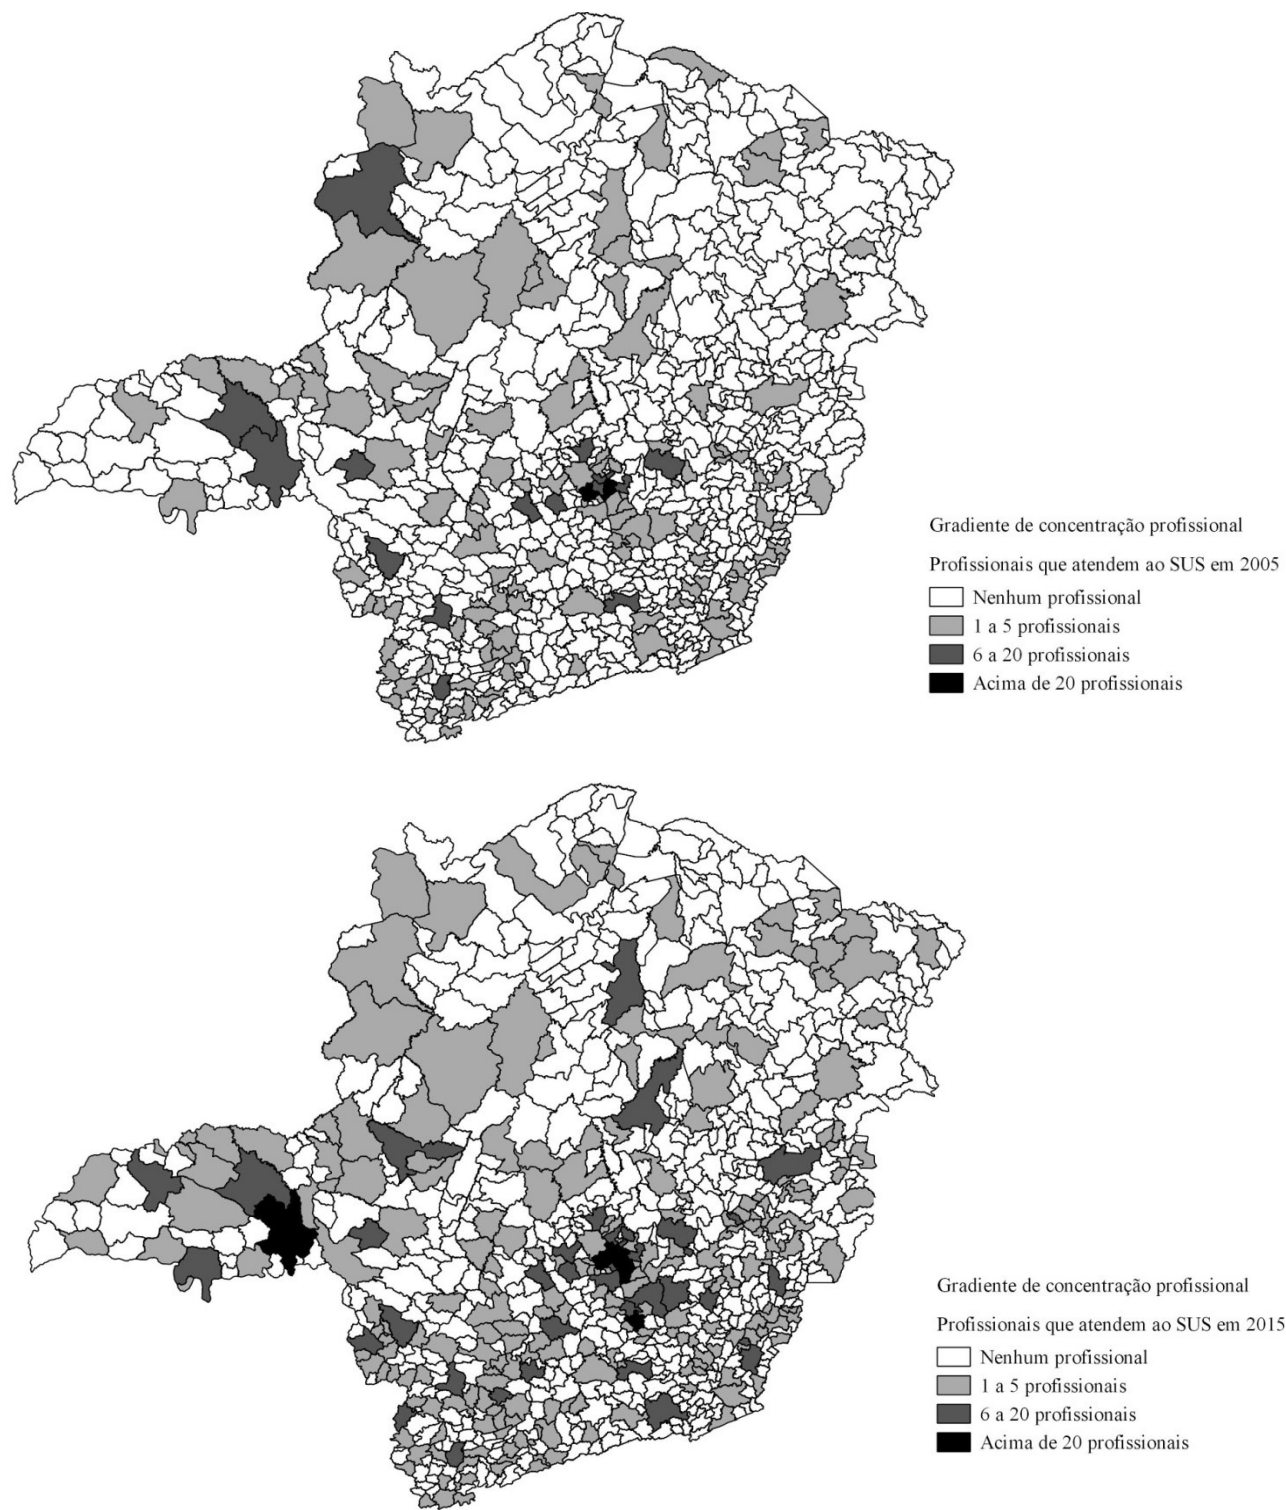 Gradiente de concentração profissional
Profissionais que atendem ao SUS em 2005
Nenhum profissional
1 a 5 profissionais
6 a 20 profissionais
Acima de 20 profissionais
Gradiente de concentração profissional
Profissionais que atendem ao SUS em 2015
Nenhum profissional
1 a 5 profissionais
6 a 20 profissionais
Acima de 20 profissionais